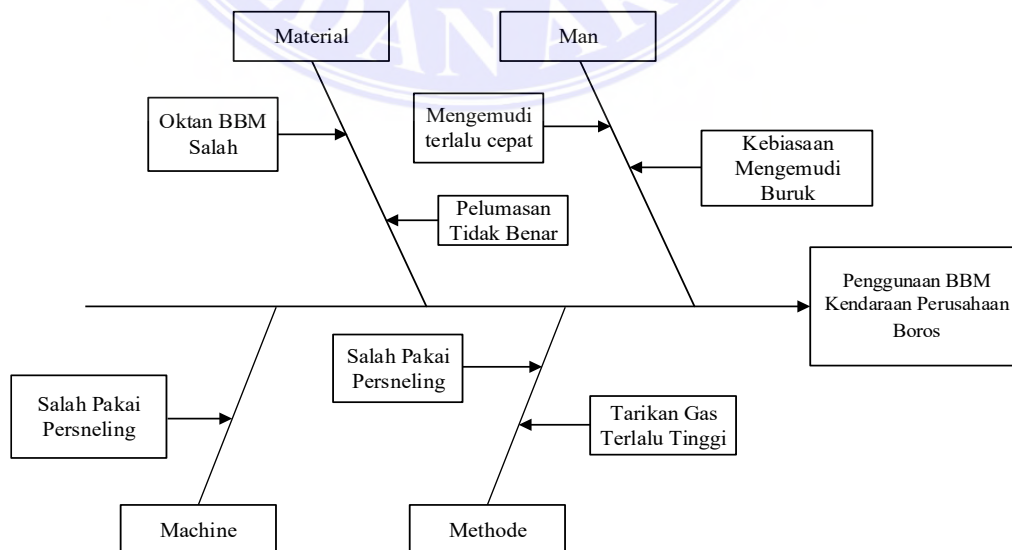 DANAR
Material
Man
Oktan BBM
Salah
Mengemudi
terlalu cepat
Kebiasaan
Mengemudi
Buruk
Pelumasan
Tidak Benar
Penggunaan BBM
Kendaraan Perusahaan
Boros
Salah Pakai
Persneling
Salah Pakai
Persneling
Tarikan Gas
Terlalu Tinggi
Machine
Methode